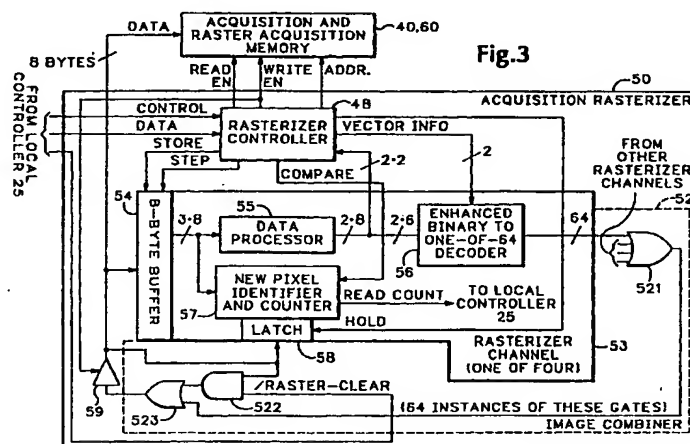 DATA
ACQUISITION AND
RASTER ACQUISITION
MEMORY
40,60
Fig.3
8 BYTES
READ
EN
WRITE
EN
ADDR.
50
ACQUISITION RASTERIZER
FROM LOCAL
CONTROLLER 25
CONTROL
DATA
STORE
STEP
RASTERIZER
CONTROLLER
48
VECTOR INFO
2·2
COMPARE
2
FROM
OTHER
RASTERIZER
CHANNELS
52
54
8-BYTE BUFFER
3·8
55
DATA
PROCESSOR
2·8
2·6
ENHANCED
BINARY TO
ONE-OF-64
DECODER
56
64
521
NEW PIXEL
IDENTIFIER
AND COUNTER
57
READ COUNT
TO LOCAL
CONTROLLER
25
LATCH
HOLD
58
RASTERIZER
CHANNEL
(ONE OF FOUR)
53
59
523
522
/RASTER-CLEAR
(64 INSTANCES OF THESE GATES)
IMAGE COMBINER